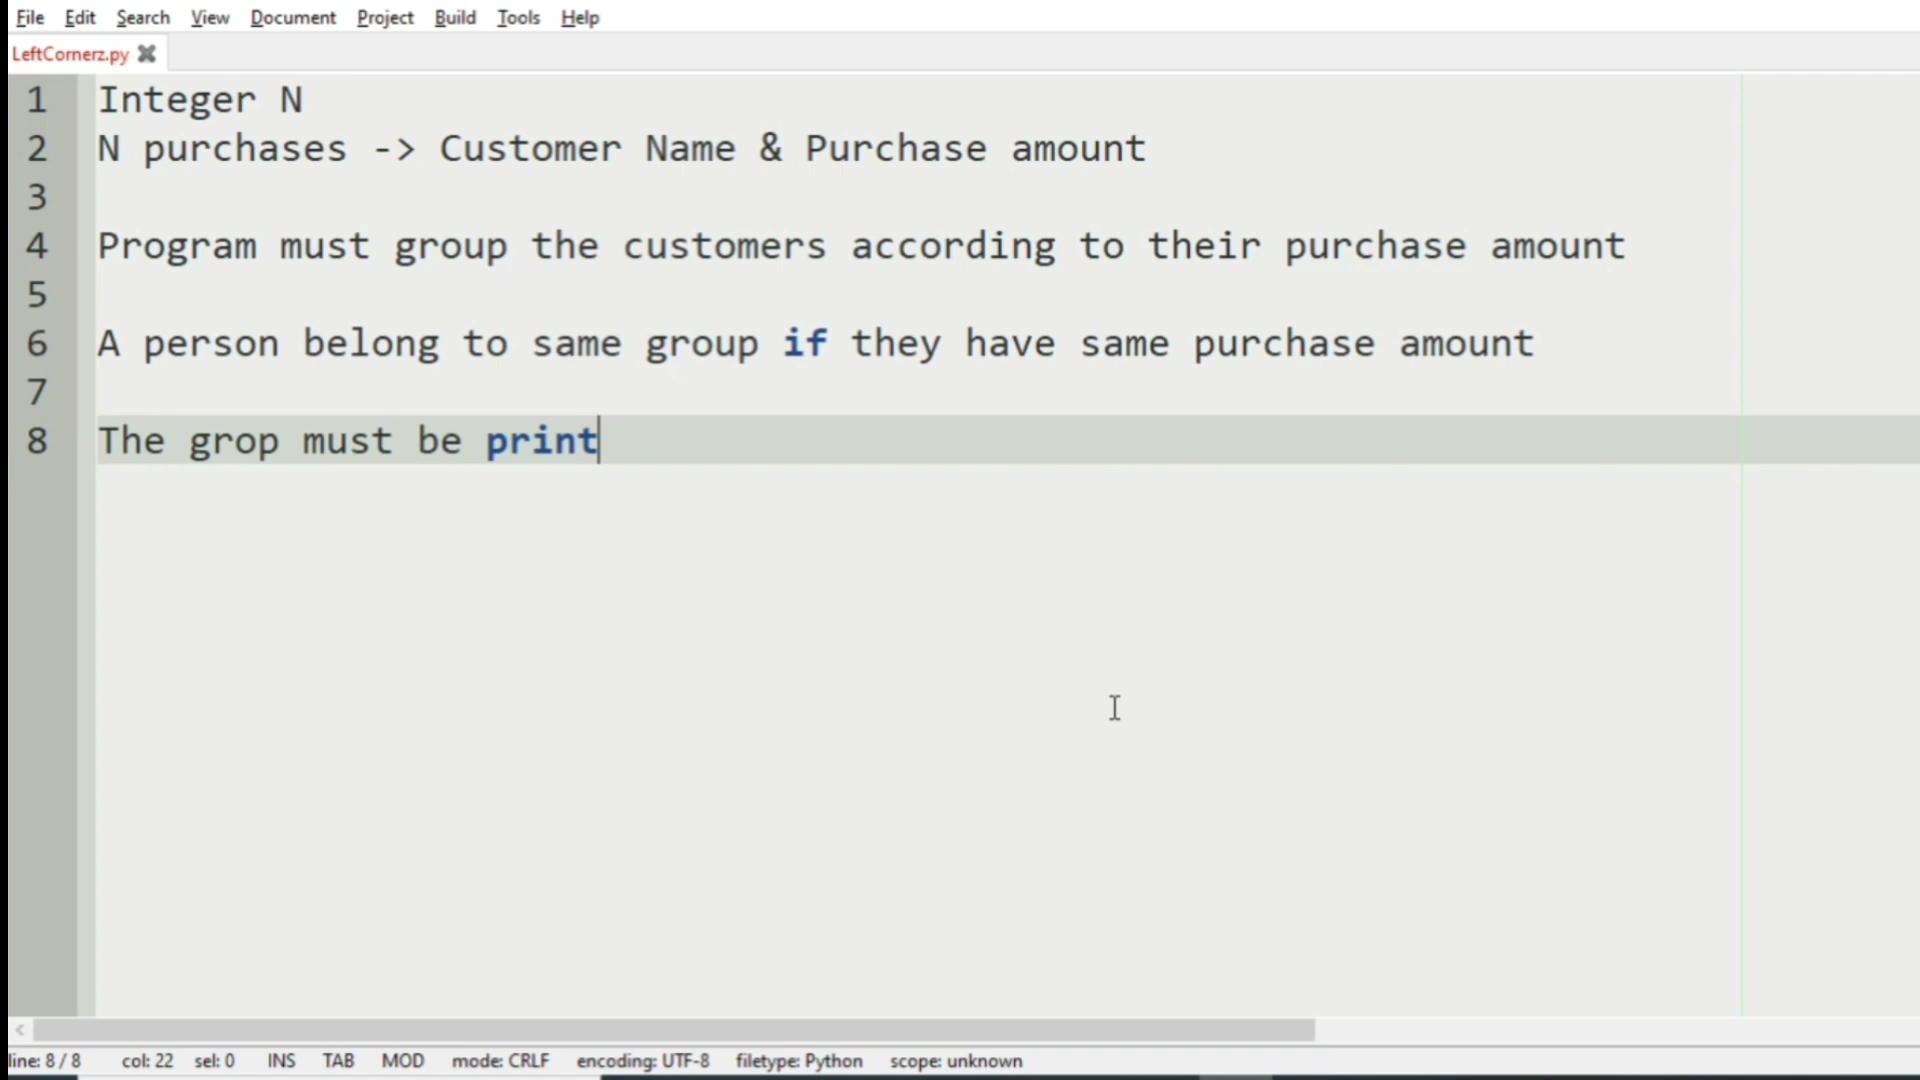 File Edit Search View Document Project Build Tools Help
LeftCornerz.py
1 Integer N
2 N purchases -> Customer Name & Purchase amount
3
4 Program must group the customers according to their purchase amount
5
6 A person belong to same group if they have same purchase amount
7
8 The grop must be print
line: 8 / 8 col: 22 sel: 0 INS TAB MOD mode: CRLF encoding: UTF-8 filetype: Python scope: unknown